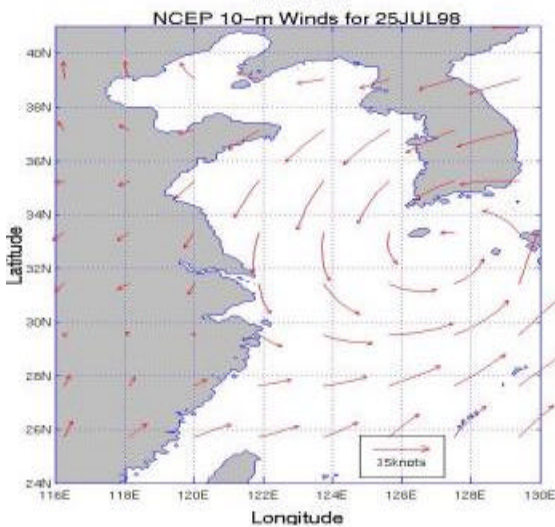 NCEP 10-m Winds for 25JUL98
40N
38N
36N
34N
32N
30N
28N
26N
24N
Latitude
35knots
116E 118E 120E 122E 124E 126E 128E 130E
Longitude